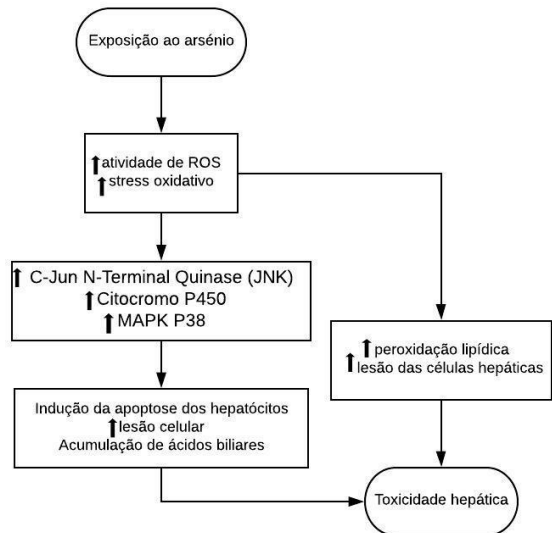 Exposição ao arsénio
⬆atividade de ROS
⬆stress oxidativo
⬆ C-Jun N-Terminal Quinase (JNK)
⬆Citocromo P450
⬆MAPK P38
⬆peroxidação lipídica
⬆lesão das células hepáticas
Indução da apoptose dos hepatócitos
⬆lesão celular
Acumulação de ácidos biliares
Toxicidade hepática